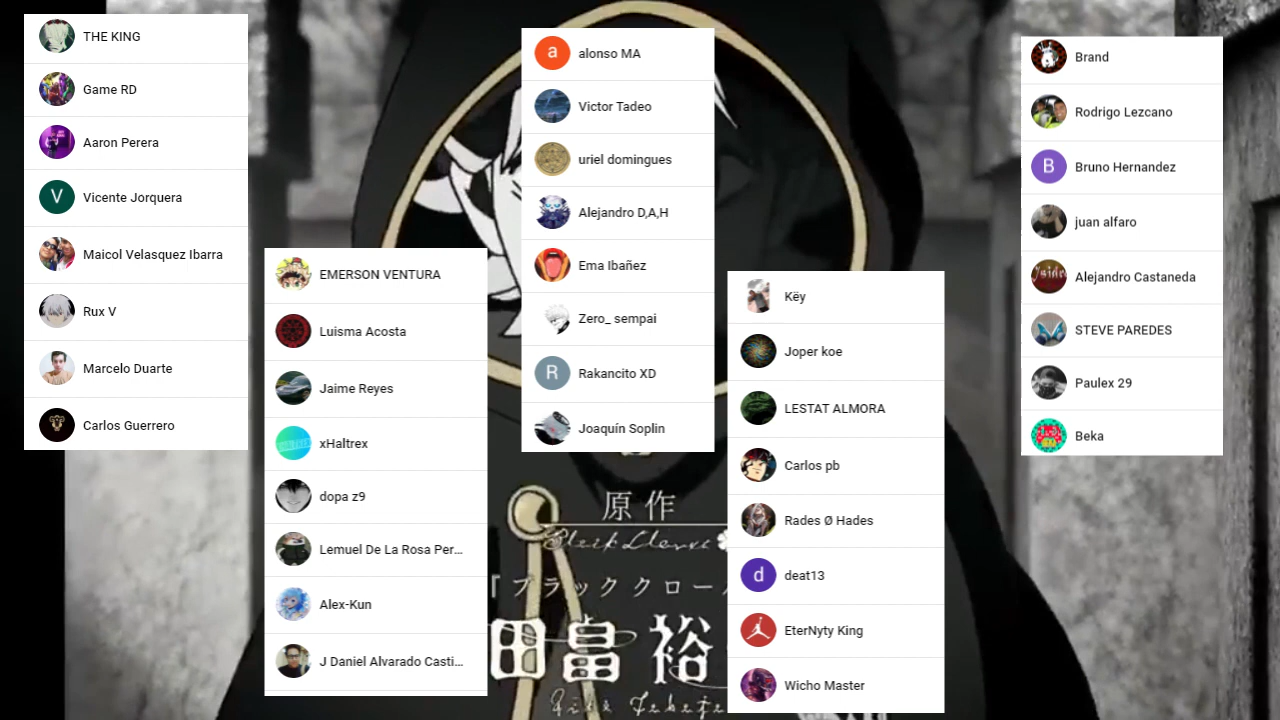 THE KING
Game RD
Aaron Perera
V
Vicente Jorquera
Maicol Velasquez Ibarra
Rux V
Marcelo Duarte
Carlos Guerrero
EMERSON VENTURA
Luisma Acosta
Jaime Reyes
xHaltrex
dopa z9
Lemuel De La Rosa Per...
Alex-Kun
J Daniel Alvarado Casti...
a
alonso MA
Victor Tadeo
uriel domingues
Alejandro D,A,H
Ema Ibañez
Zero_ sempai
R
Rakancito XD
Joaquín Soplin
原作
「ブラッククロー
田畠 裕
Këy
Joper koe
LESTAT ALMORA
Carlos pb
Rades Ø Hades
d
deat13
EterNyty King
Wicho Master
Brand
Rodrigo Lezcano
B
Bruno Hernandez
juan alfaro
Alejandro Castaneda
STEVE PAREDES
Paulex 29
Beka